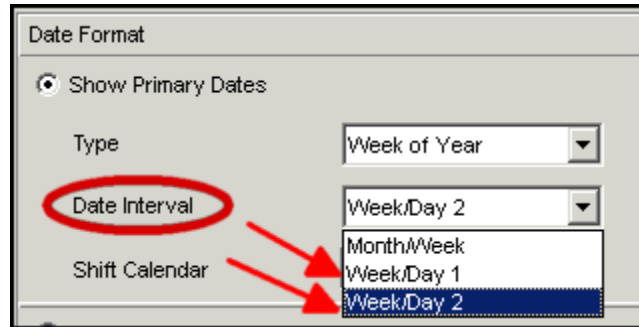 Date Format
Show Primary Dates
Type Week of Year
Date Interval Week/Day 2
Month/Week
Shift Calendar Week/Day 1
Week/Day 2